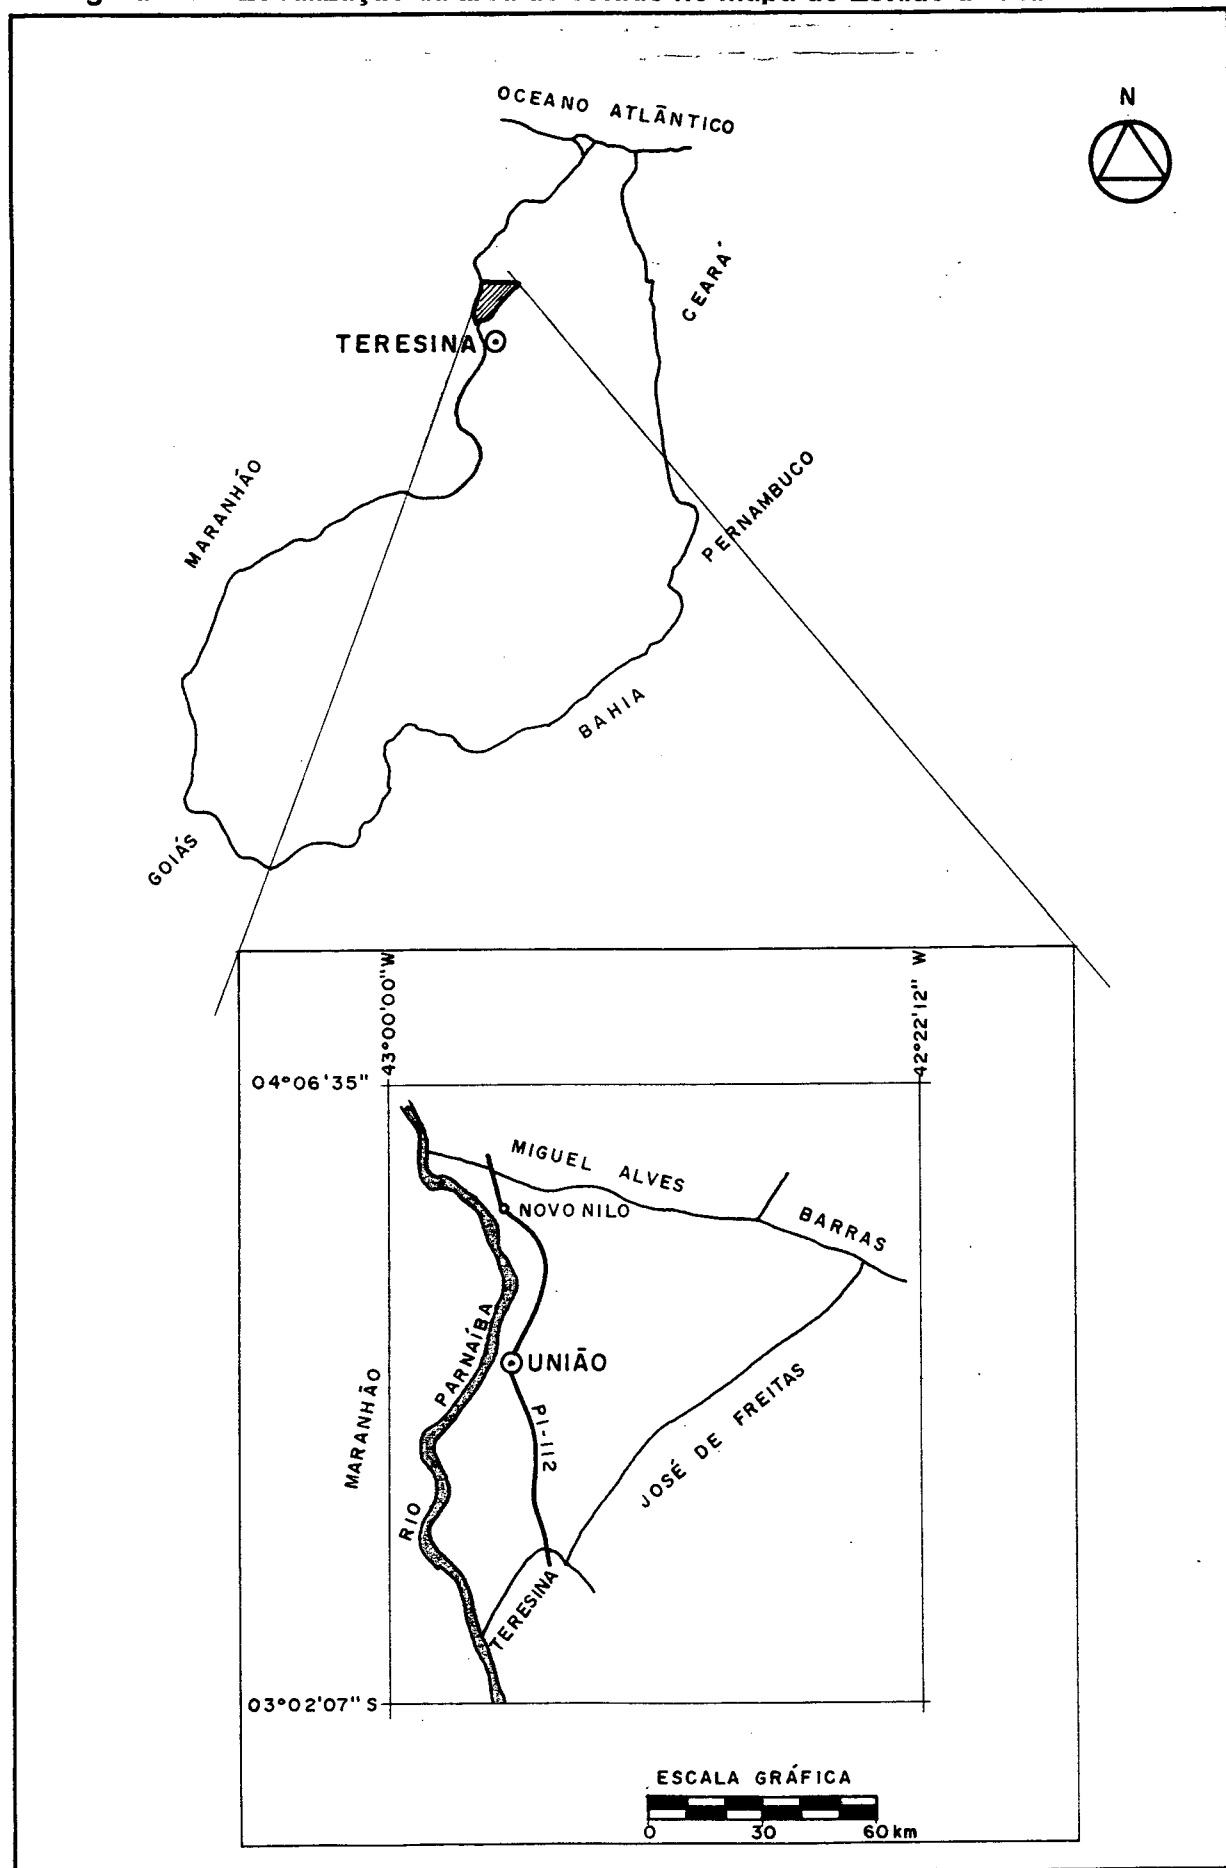 OCEANO ATLÂNTICO
N
CEARÁ
TERESINA
MARANHÃO
PERNAMBUCO
BAHIA
GOIÁS
43°00'00" W
42°22'12" W
04°06'35"
MIGUEL ALVES
NOVO NILO
BARRAS
PARNAÍBA
UNIÃO
MARANHÃO
PI-112
JOSÉ DE FREITAS
RIO
TERESINA
03°02'07" S
ESCALA GRÁFICA
0 30 60 km